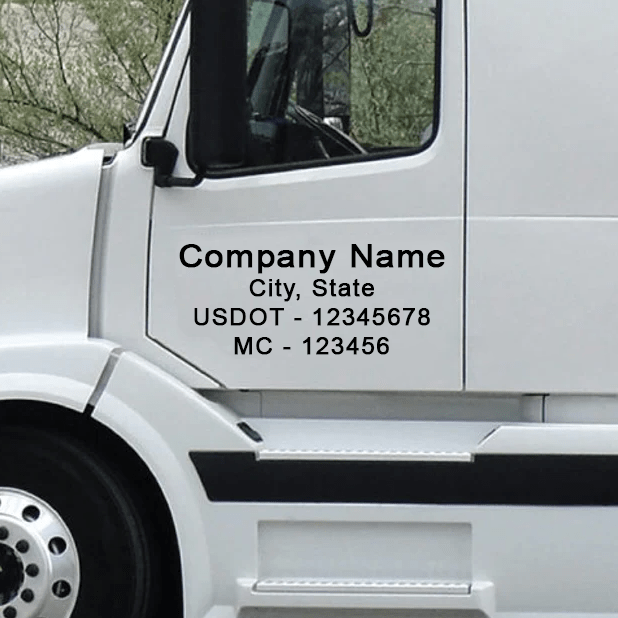 Company Name
City, State
USDOT - 12345678
MC - 123456